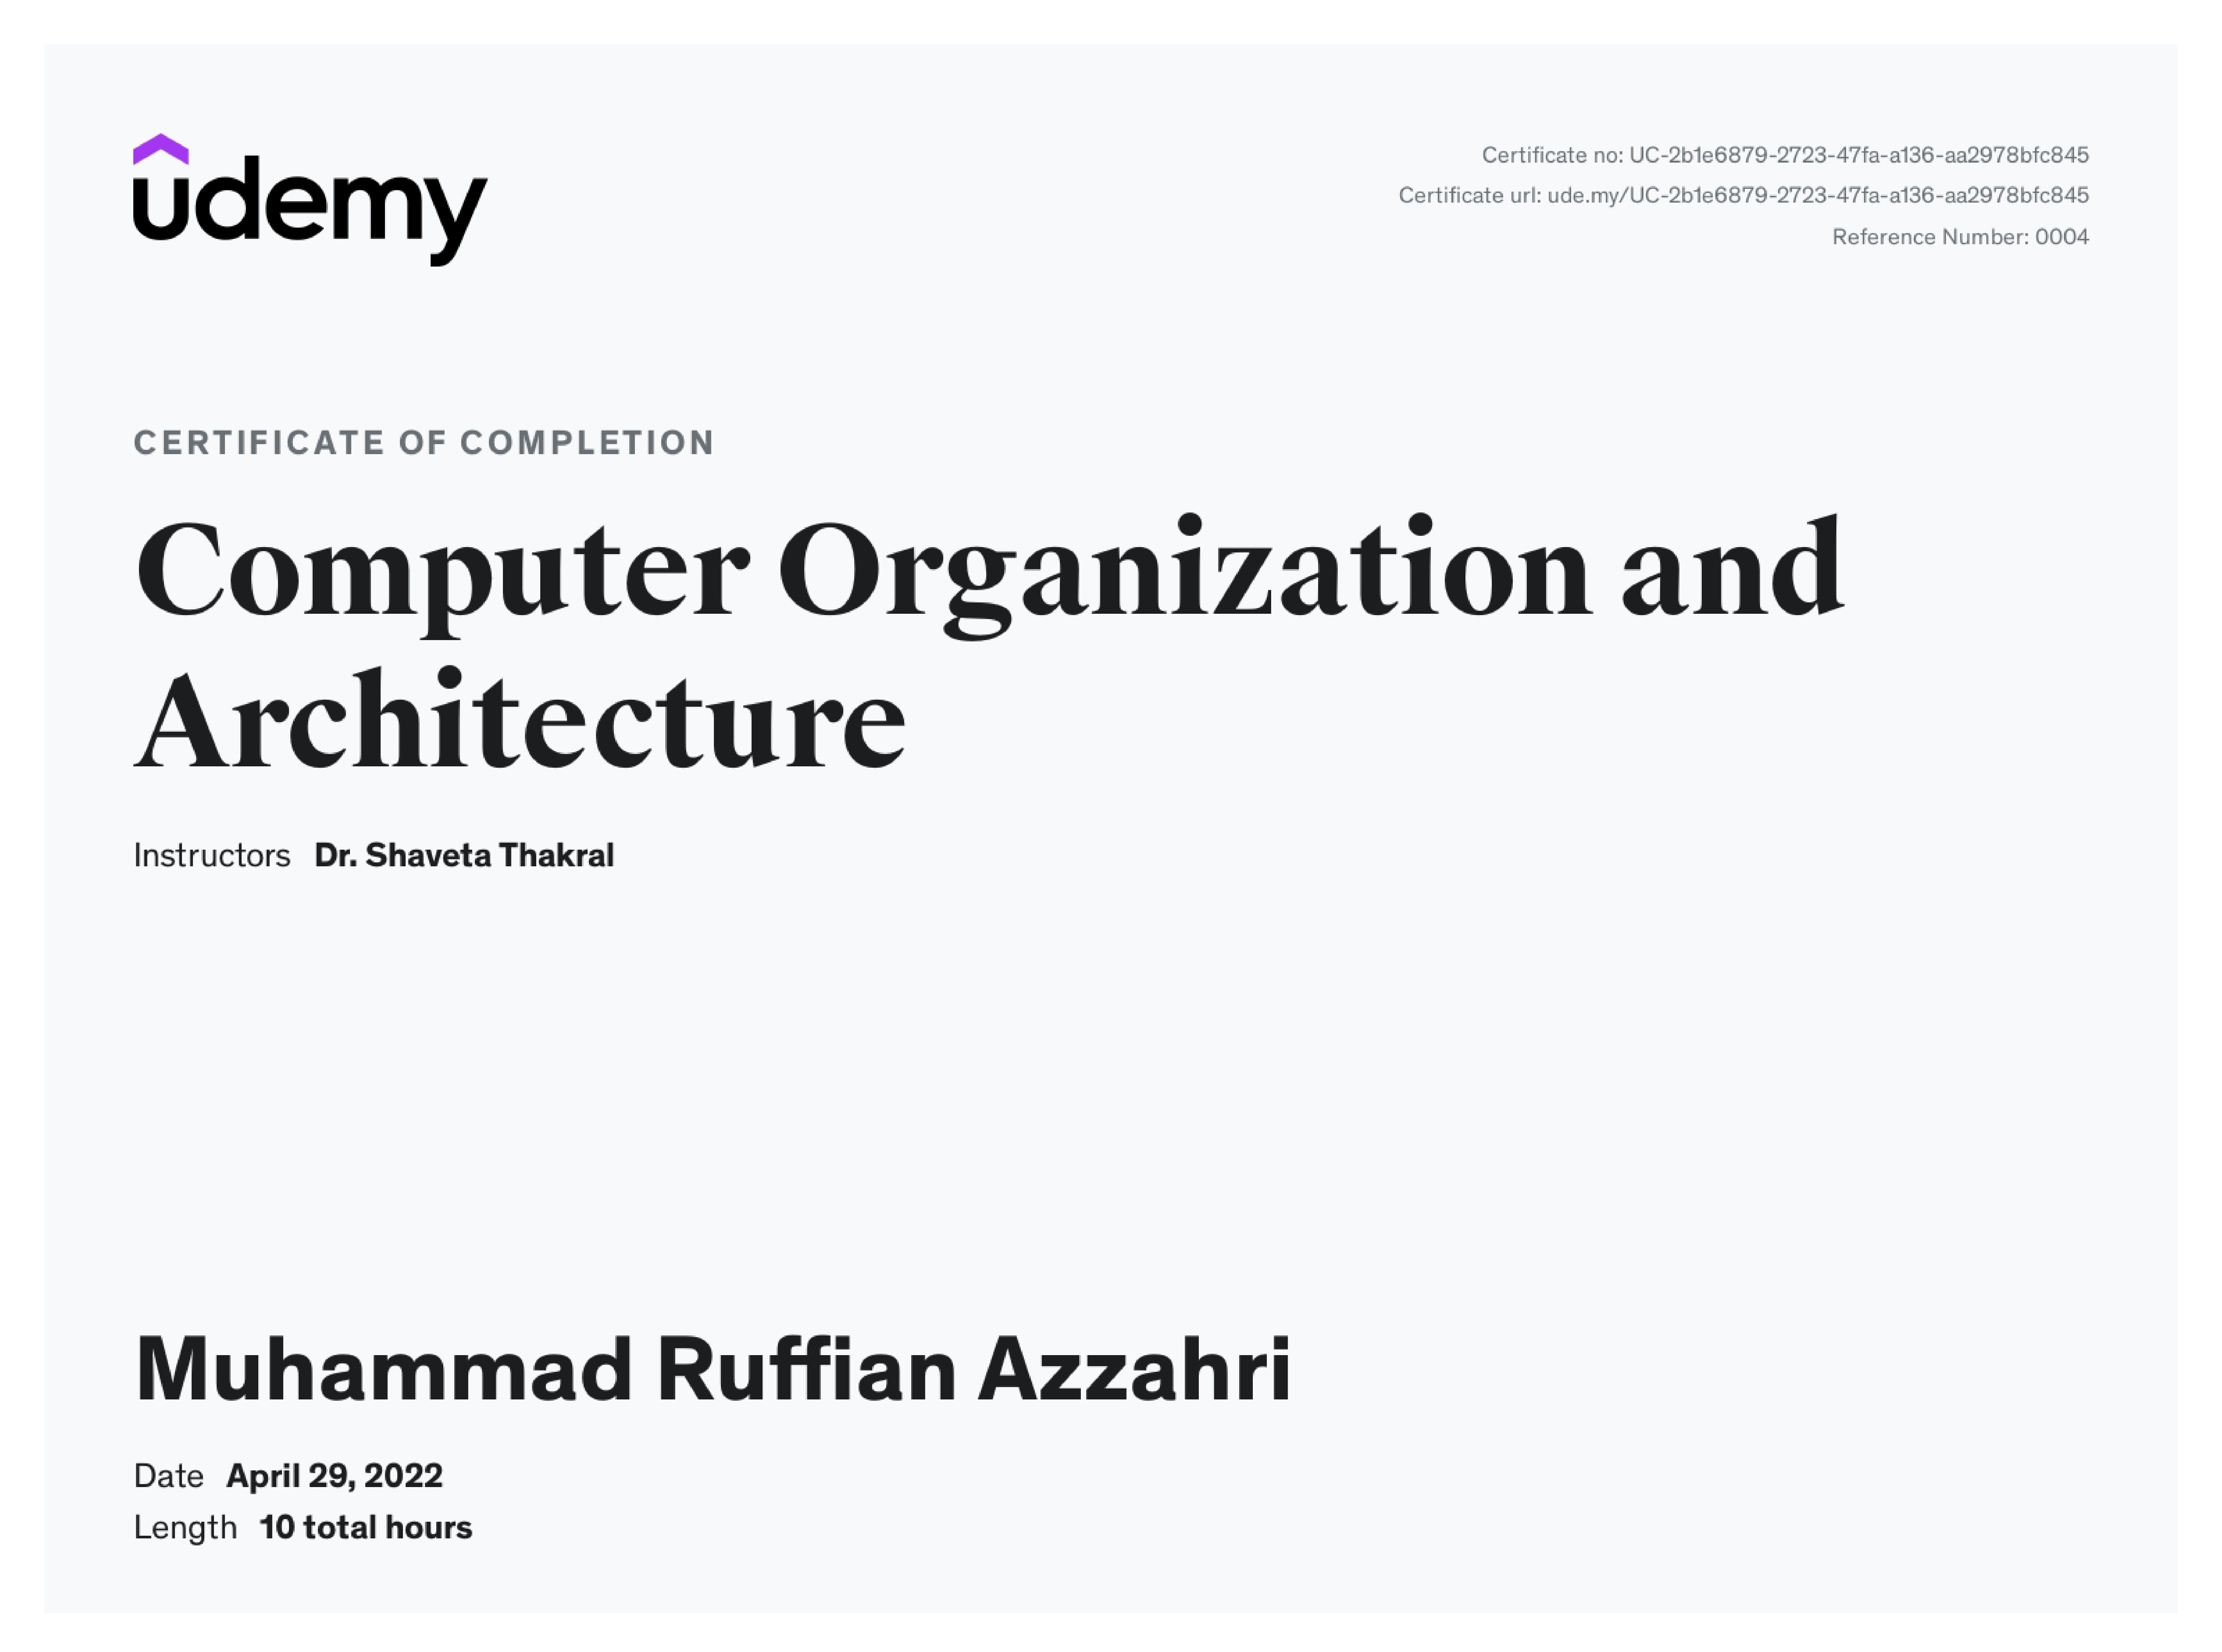 udemy
Certificate no: UC-2b1e6879-2723-47fa-a136-aa2978bfc845
Certificate url: ude.my/UC-2b1e6879-2723-47fa-a136-aa2978bfc845
Reference Number: 0004
CERTIFICATE OF COMPLETION
Computer Organization and
Architecture
Instructors Dr. Shaveta Thakral
Muhammad Ruffian Azzahri
Date April 29, 2022
Length 10 total hours